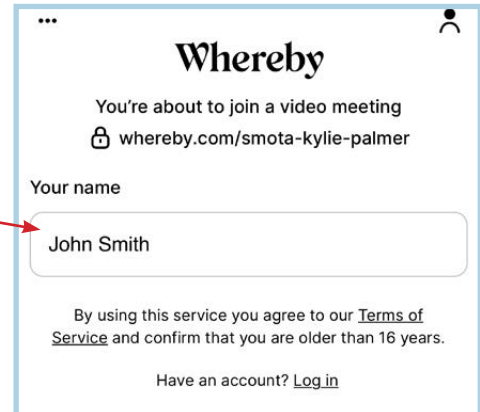 Whereby
You're about to join a video meeting
whereby.com/smota-kylie-palmer
Your name
John Smith
By using this service you agree to our Terms of
Service and confirm that you are older than 16 years.
Have an account? Log in